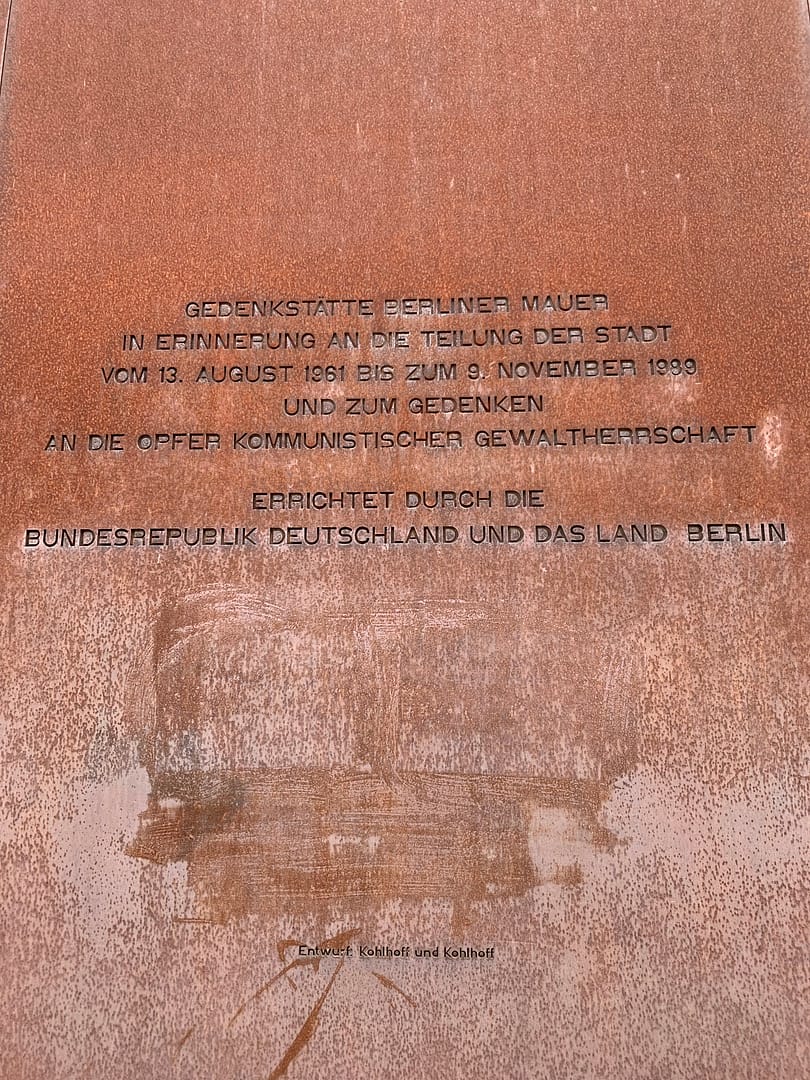 GEDENKSTÄTTE BERLINER MAUER
IN ERINNERUNG AN DIE TEILUNG DER STADT
VOM 13. AUGUST 1961 BIS ZUM 9. NOVEMBER 1989
UND ZUM GEDENKEN
AN DIE OPFER KOMMUNISTISCHER GEWALTHERRSCHAFT
ERRICHTET DURCH DIE
BUNDESREPUBLIK DEUTSCHLAND UND DAS LAND BERLIN
Entwurf: Kohlhoff und Kohlhoff